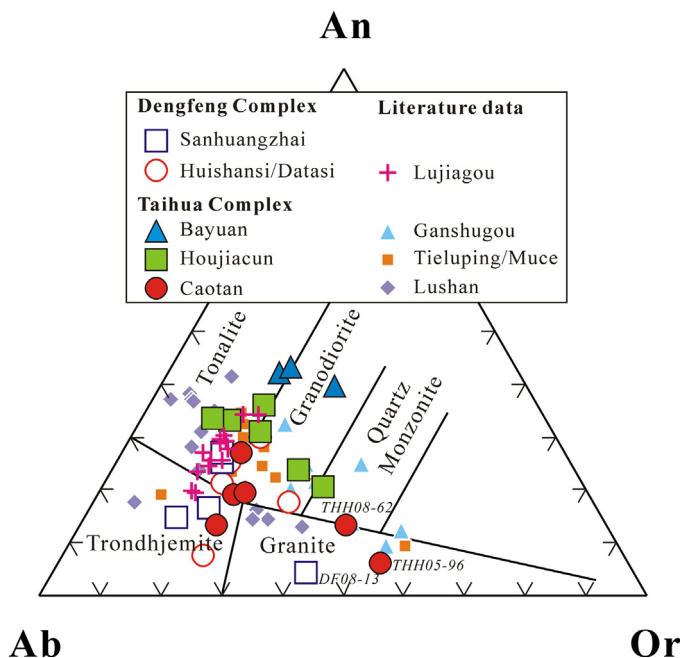 An
Dengfeng Complex
Literature data
Sanhuangzhai
Huishansi/Datasi
Lujiagou
Taihua Complex
Bayuan
Ganshugou
Houjiacun
Tieluping/Muce
Caotan
Lushan
Tonalite
Granodiorite
Quartz
Monzonite
THH08-62
Trondhjemite
Granite
THH05-96
DF08-13
Ab
Or